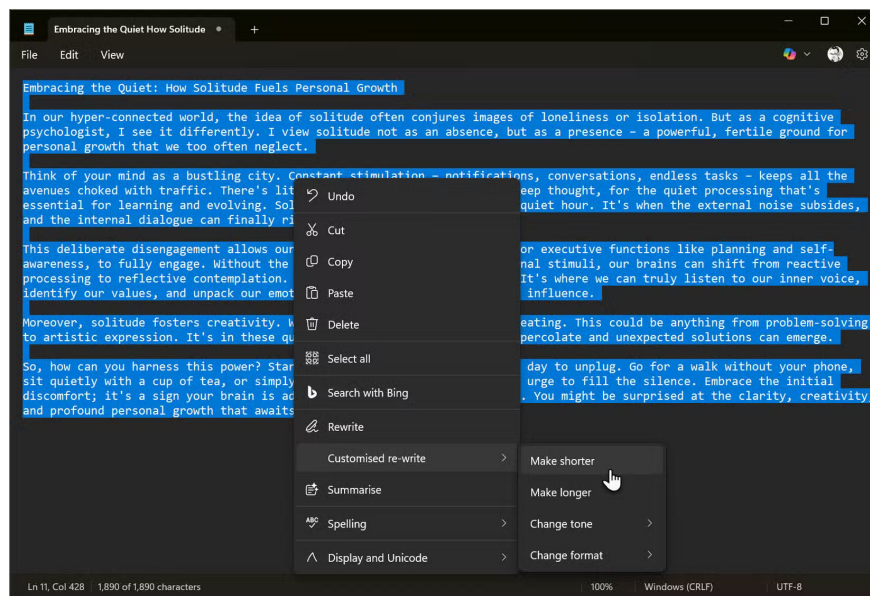 Embracing the Quiet How Solitude
File Edit View
Embracing the Quiet: How Solitude Fuels Personal Growth
In our hyper-connected world, the idea of solitude often conjures images of loneliness or isolation. But as a cognitive
psychologist, I see it differently. I view solitude not as an absence, but as a presence – a powerful, fertile ground for
personal growth that we too often neglect.
Think of your mind as a bustling city. Constant stimulation – notifications, conversations, endless tasks – keeps all the
avenues choked with traffic. There's eep thought, for the quiet processing that's
essential for learning and evolving. quiet hour. It's when the external noise subsides,
and the internal dialogue can finally
This deliberate disengagement allows our or executive functions like planning and self-
awareness, to fully engage. Without the nal stimuli, our brains can shift from reactive
processing to reflective contemplation. It's where we can truly listen to our inner voice,
identify our values, and unpack our influence.
Moreover, solitude fosters creativity. eating. This could be anything from problem-solving
to artistic expression. It's in these percolate and unexpected solutions can emerge.
So, how can you harness this power? day to unplug. Go for a walk without your phone,
sit quietly with a cup of tea, or simply urge to fill the silence. Embrace the initial
discomfort; it's a sign your brain is . You might be surprised at the clarity, creativity
and profound personal growth that awaits
Undo
Cut
Copy
Paste
Delete
Select all
Search with Bing
Rewrite
Customised re-write
Summarise
ABC Spelling
Display and Unicode
Make shorter
Make longer
Change tone
Change format
Ln 11, Col 428 1,890 of 1,890 characters 100% Windows (CRLF) UTF-8